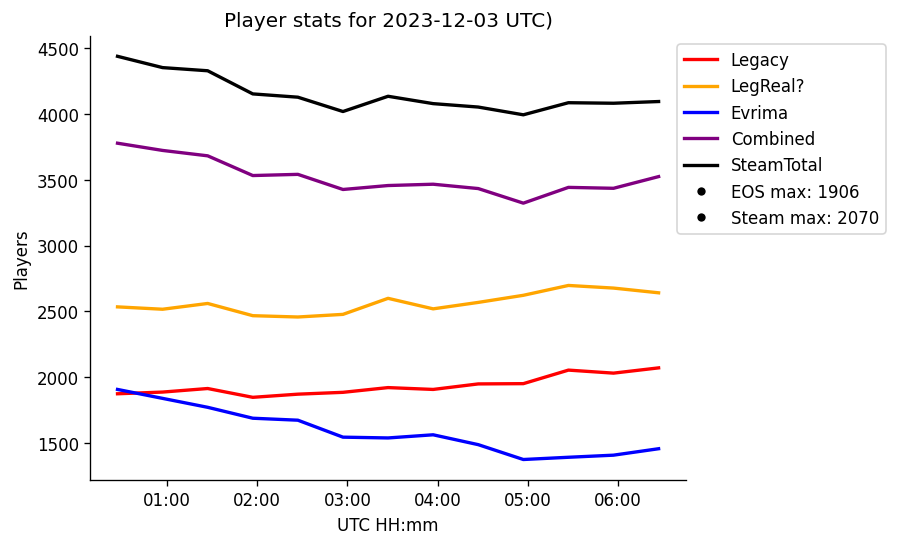 Player stats for 2023-12-03 UTC)
Legacy
LegReal?
Evrima
Combined
SteamTotal
EOS max: 1906
Steam max: 2070
Players
4500
4000
3500
3000
2500
2000
1500
01:00 02:00 03:00 04:00 05:00 06:00
UTC HH:mm